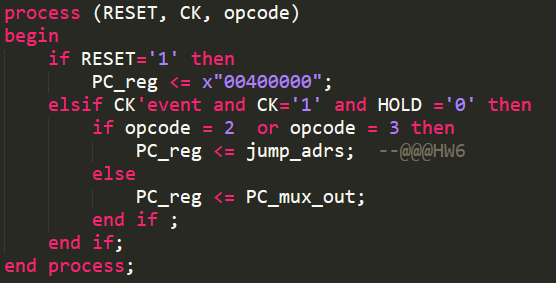 process (RESET, CK, opcode)
begin
    if RESET='1' then
        PC_reg <= x"00400000";
    elsif CK'event and CK='1' and HOLD ='0' then
        if opcode = 2  or opcode = 3 then
            PC_reg <= jump_adrs;  --@@@HW6
        else
            PC_reg <= PC_mux_out;
        end if ;
    end if;
end process;